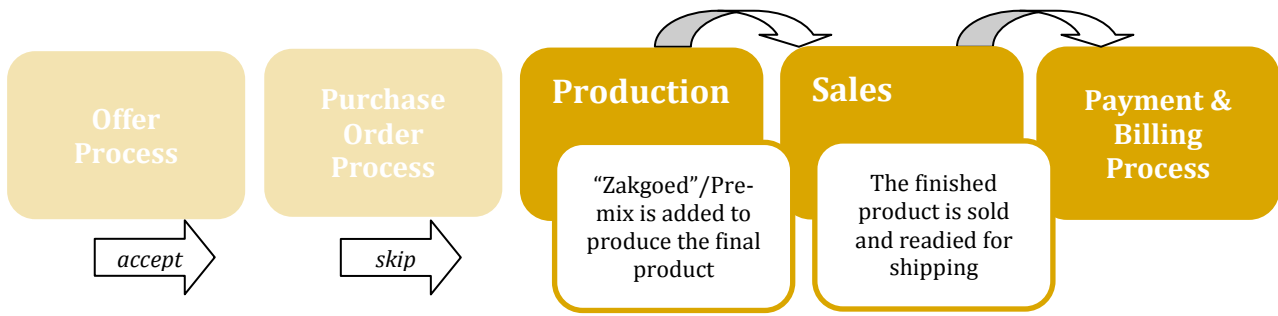 Offer
Process
accept
Purchase
Order
Process
skip
Production
“Zakgoed”/Pre-
mix is added to
produce the final
product
Sales
The finished
product is sold
and readied for
shipping
Payment &
Billing
Process